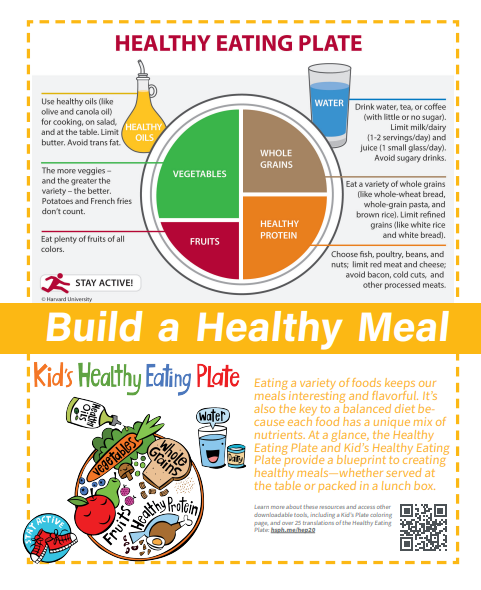 HEALTHY EATING PLATE
Use healthy oils (like
olive and canola oil)
for cooking, on salad,
and at the table. Limit
butter. Avoid trans fat.
HEALTHY
OILS
WATER
Drink water, tea, or coffee
(with little or no sugar).
Limit milk/dairy
(1-2 servings/day) and
juice (1 small glass/day).
Avoid sugary drinks.
The more veggies –
and the greater the
variety – the better.
Potatoes and French fries
don't count.
VEGETABLES
WHOLE
GRAINS
Eat a variety of whole grains
(like whole-wheat bread,
whole-grain pasta, and
brown rice). Limit refined
grains (like white rice
and white bread).
Eat plenty of fruits of all
colors.
FRUITS
HEALTHY
PROTEIN
Choose fish, poultry, beans, and
nuts; limit red meat and cheese;
avoid bacon, cold cuts, and
other processed meats.
STAY ACTIVE!
© Harvard University
Build a Healthy Meal
Kid's Healthy Eating Plate
Healthy
Oils
Water
Dairy
Vegetables
Whole
Grains
Fruits
Healthy Protein
STAY ACTIVE
Eating a variety of foods keeps our
meals interesting and flavorful. It's
also the key to a balanced diet be-
cause each food has a unique mix of
nutrients. At a glance, the Healthy
Eating Plate and Kid's Healthy Eating
Plate provide a blueprint to creating
healthy meals—whether served at
the table or packed in a lunch box.
Learn more about these resources and access other
downloadable tools, including a Kid's Plate coloring
page, and over 25 translations of the Healthy Eating
Plate: hsph.me/hep20